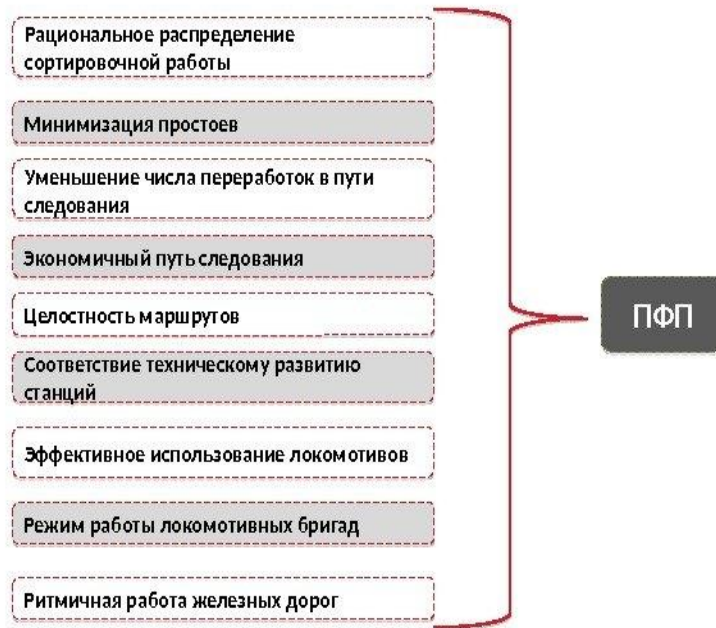 Рациональное распределение
сортировочной работы
Минимизация простоев
Уменьшение числа переработок в пути
следования
Экономичный путь следования
Целостность маршрутов
Соответствие техническому развитию
станций
Эффективное использование локомотивов
Режим работы локомотивных бригад
Ритмичная работа железных дорог
ПФП